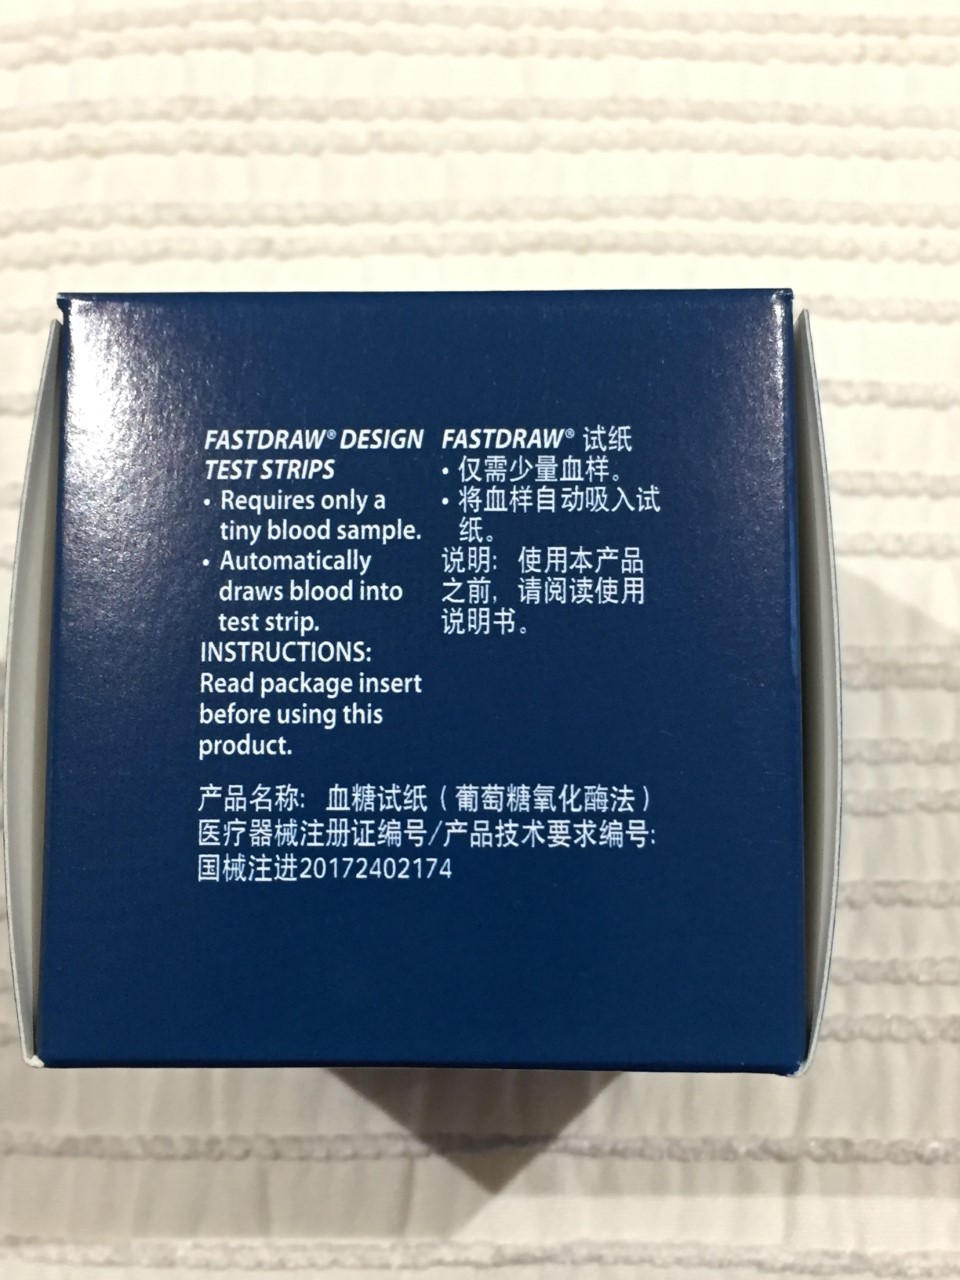 FASTDRAW® DESIGN
TEST STRIPS
• Requires only a
tiny blood sample.
• Automatically
draws blood into
test strip.
INSTRUCTIONS:
Read package insert
before using this
product.
FASTDRAW® 试纸
• 仅需少量血样。
• 将血样自动吸入试
纸。
说明: 使用本产品
之前, 请阅读使用
说明书。
产品名称: 血糖试纸 ( 葡萄糖氧化酶法 )
医疗器械注册证编号/产品技术要求编号:
国械注进20172402174